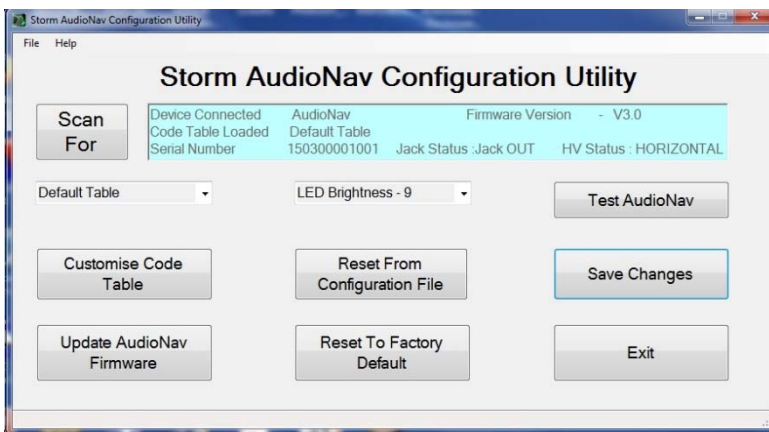 Storm AudioNav Configuration Utility
File Help
Storm AudioNav Configuration Utility
Scan
For
Device Connected AudioNav Firmware Version - V3.0
Code Table Loaded Default Table
Serial Number 150300001001 Jack Status :Jack OUT HV Status : HORIZONTAL
Default Table
LED Brightness - 9
Test AudioNav
Customise Code
Table
Reset From
Configuration File
Save Changes
Update AudioNav
Firmware
Reset To Factory
Default
Exit